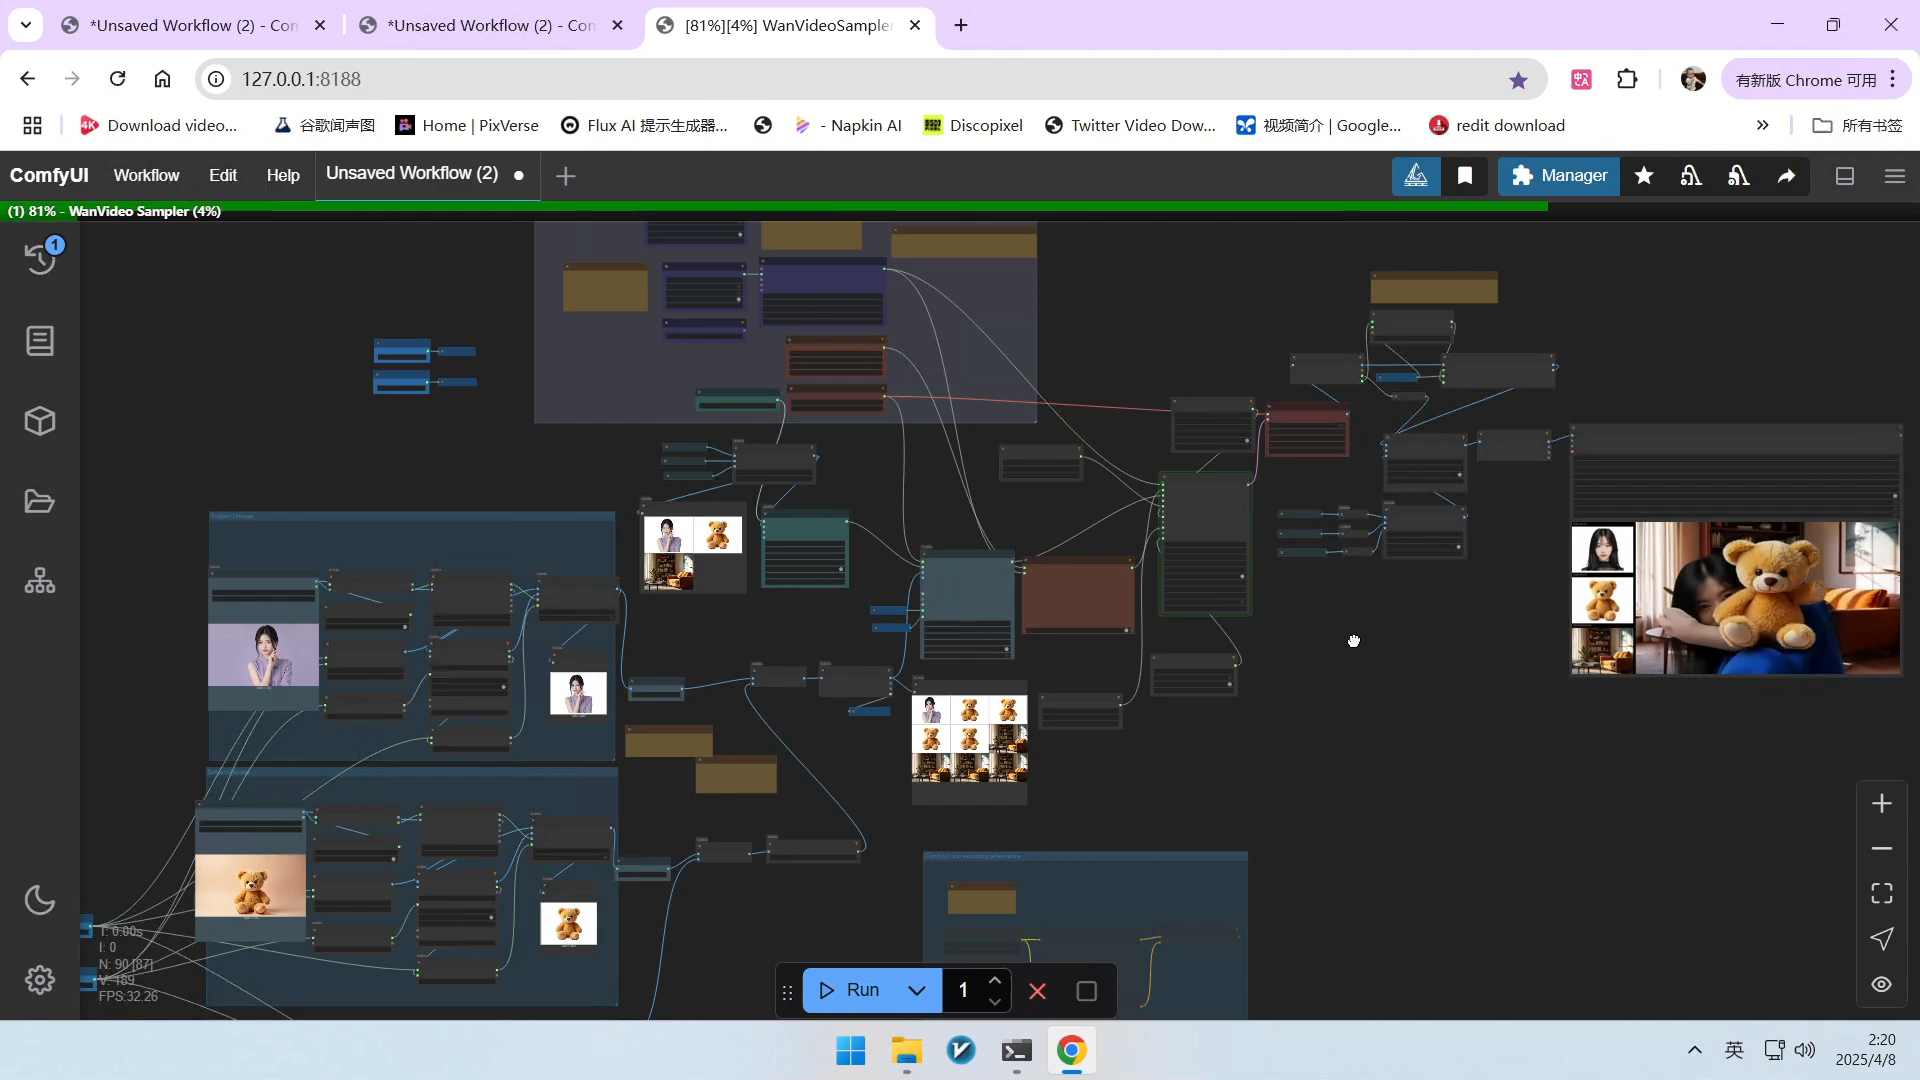 *Unsaved Workflow (2) - Con
*Unsaved Workflow (2) - Con
[81%][4%] WanVideoSampler
127.0.0.1:8188
有新版 Chrome 可用
Download video...
谷歌闻声图
Home | PixVerse
Flux AI 提示生成器...
- Napkin AI
Discopixel
Twitter Video Dow...
视频简介 | Google...
redit download
所有书签
ComfyUI
Workflow
Edit
Help
Unsaved Workflow (2)
Manager
(1) 81% - WanVideo Sampler (4%)
1
T: 0.00s
I: 0
N: 90 [87]
V: 189
FPS:32.26
Run
1
英
2:20
2025/4/8